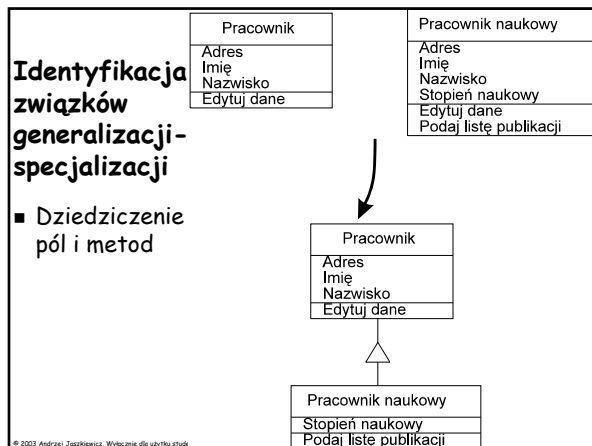 Identyfikacja
związków
generalizacji-
specjalizacji
■ Dziedziczenie
pól i metod
Pracownik
Adres
Imię
Nazwisko
Edytuj dane
Pracownik naukowy
Adres
Imię
Nazwisko
Stopień naukowy
Edytuj dane
Podaj listę publikacji
Pracownik
Adres
Imię
Nazwisko
Edytuj dane
Pracownik naukowy
Stopień naukowy
Podaj listę publikacji
© 2003 Andrzej Jaszkiewicz. Wyłącznie dla użytku stude